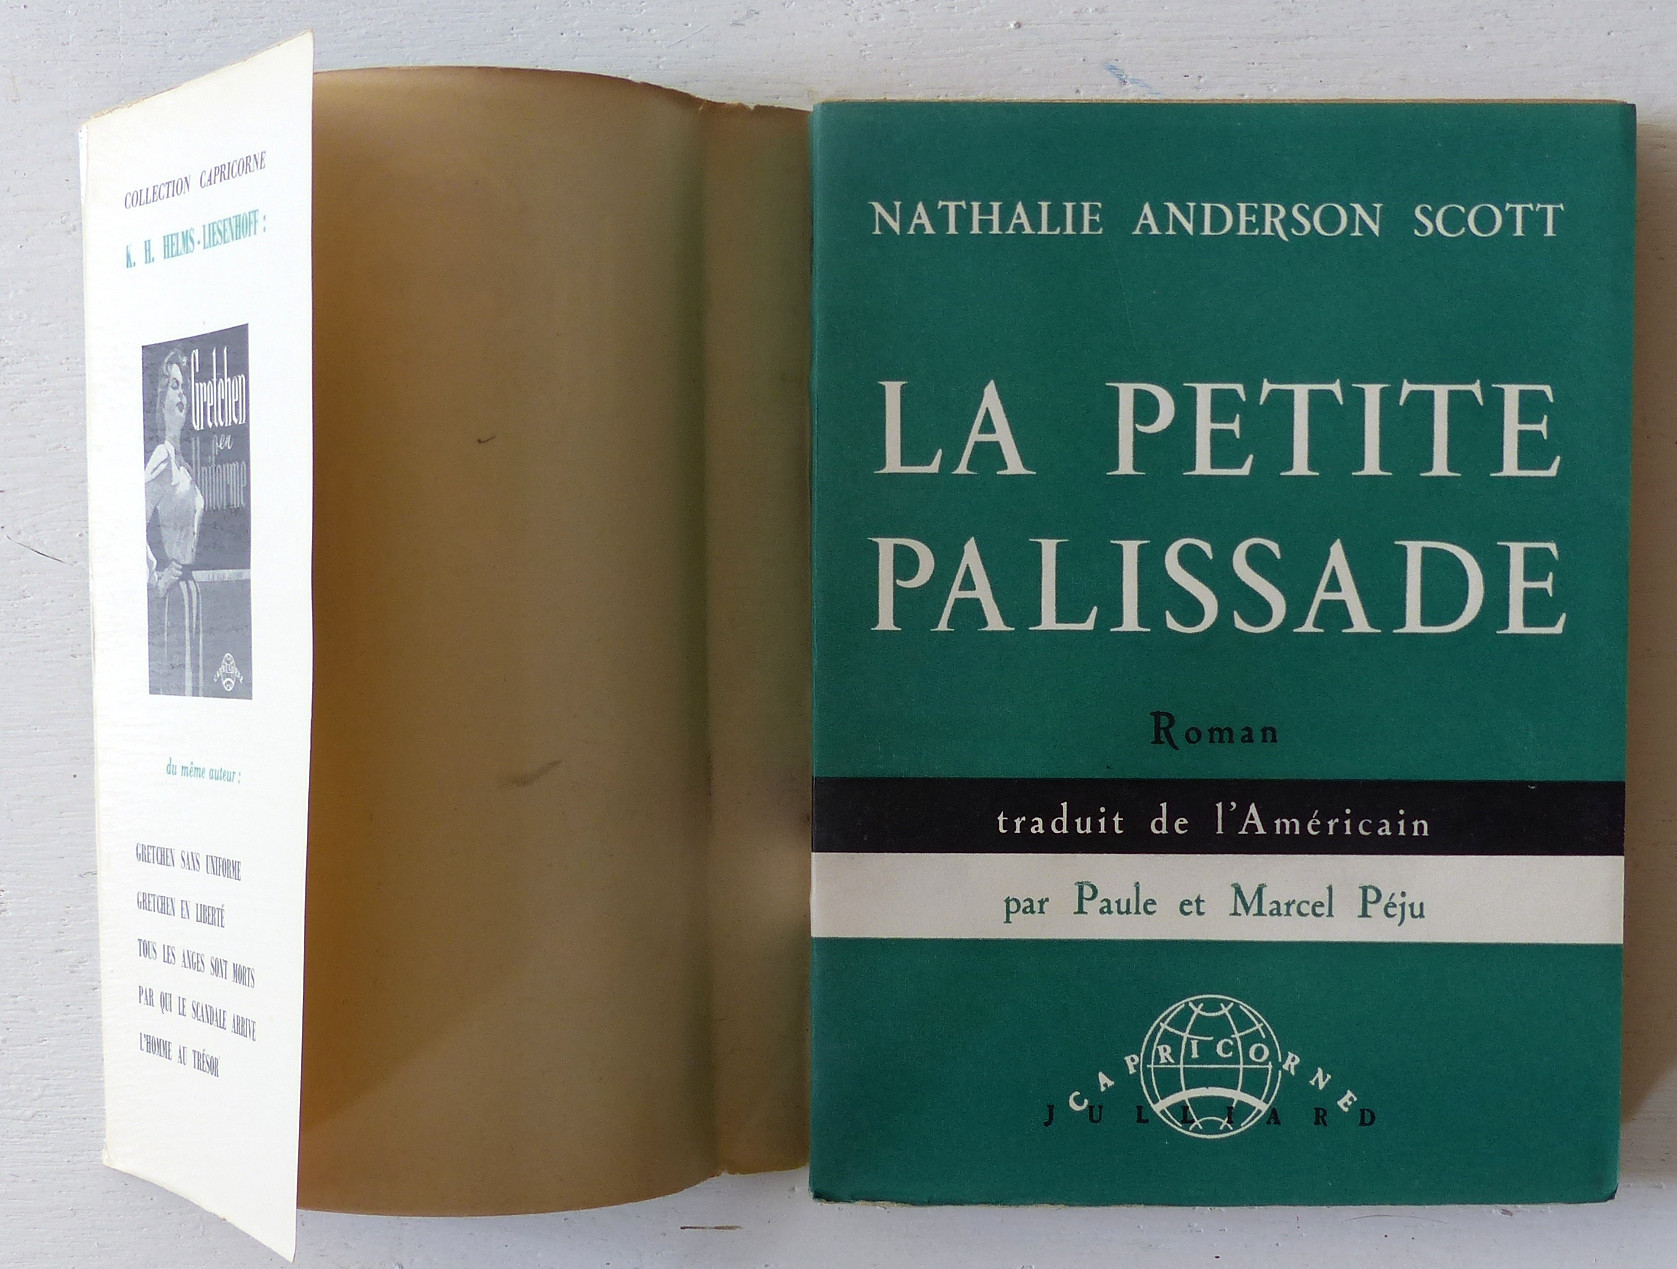 COLLECTION CAPRICORNE
K. H. HELMS-LIESENHOFF :
Gretchen
en
Uniforme
CAPRICORNE
du même auteur :
GRETCHEN SANS UNIFORME
GRETCHEN EN LIBERTÉ
TOUS LES ANGES SONT MORTS
PAR QUI LE SCANDALE ARRIVE
L'HOMME AU TRÉSOR
NATHALIE ANDERSON SCOTT
LA PETITE
PALISSADE
Roman
traduit de l'Américain
par Paule et Marcel Péju
CAPRICORNE
JULLIARD